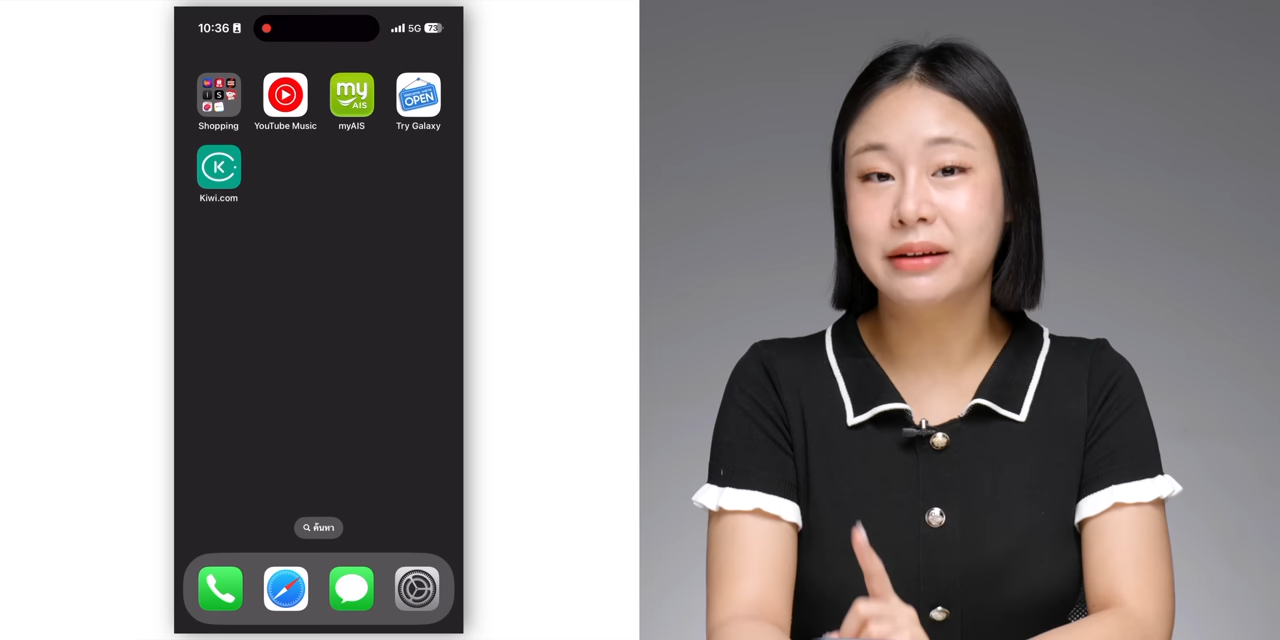 10:36
5G 73
my
AIS
OPEN
Shopping
YouTube Music
myAIS
Try Galaxy
K
Kiwi.com
ค้นหา